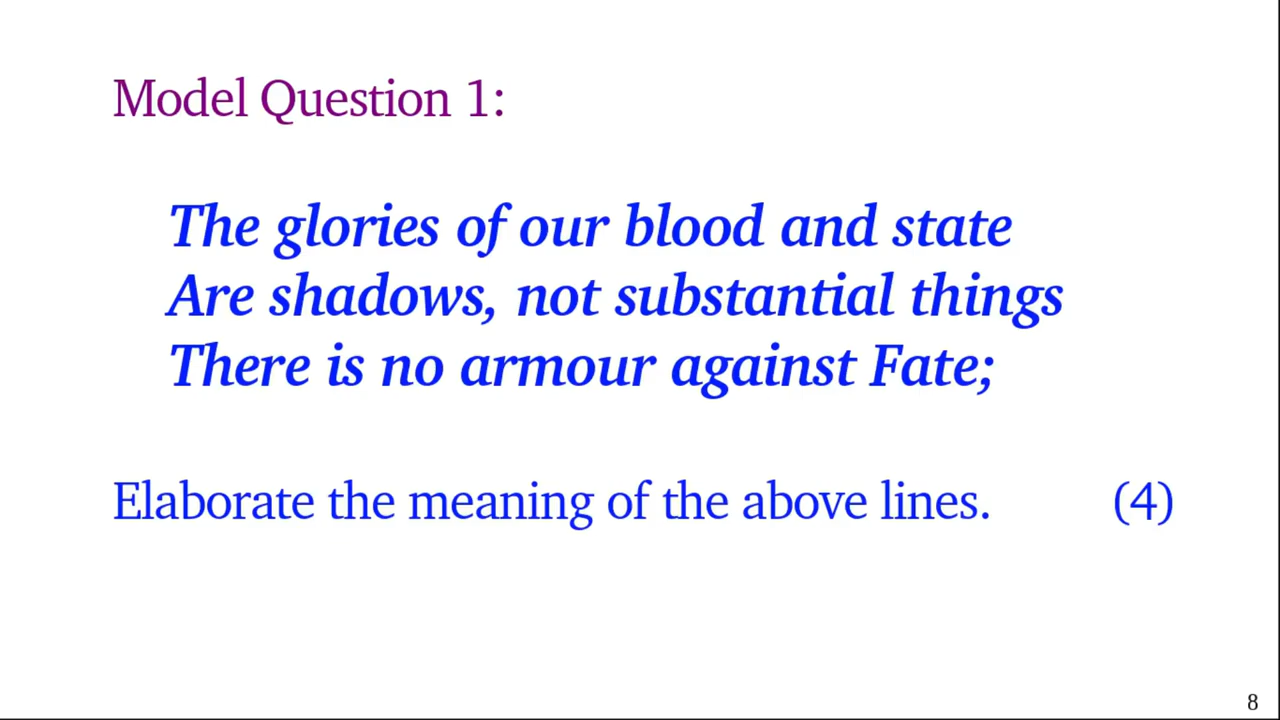 Model Question 1:
The glories of our blood and state
Are shadows, not substantial things
There is no armour against Fate;
Elaborate the meaning of the above lines. (4)
8